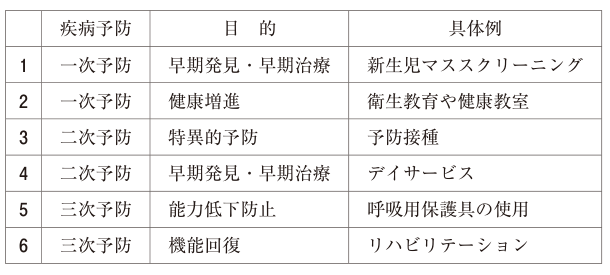 疾病予防 目 的 具体例
1 一次予防 早期発見・早期治療 新生児マススクリーニング
2 一次予防 健康増進 衛生教育や健康教室
3 二次予防 特異的予防 予防接種
4 二次予防 早期発見・早期治療 デイサービス
5 三次予防 能力低下防止 呼吸用保護具の使用
6 三次予防 機能回復 リハビリテーション